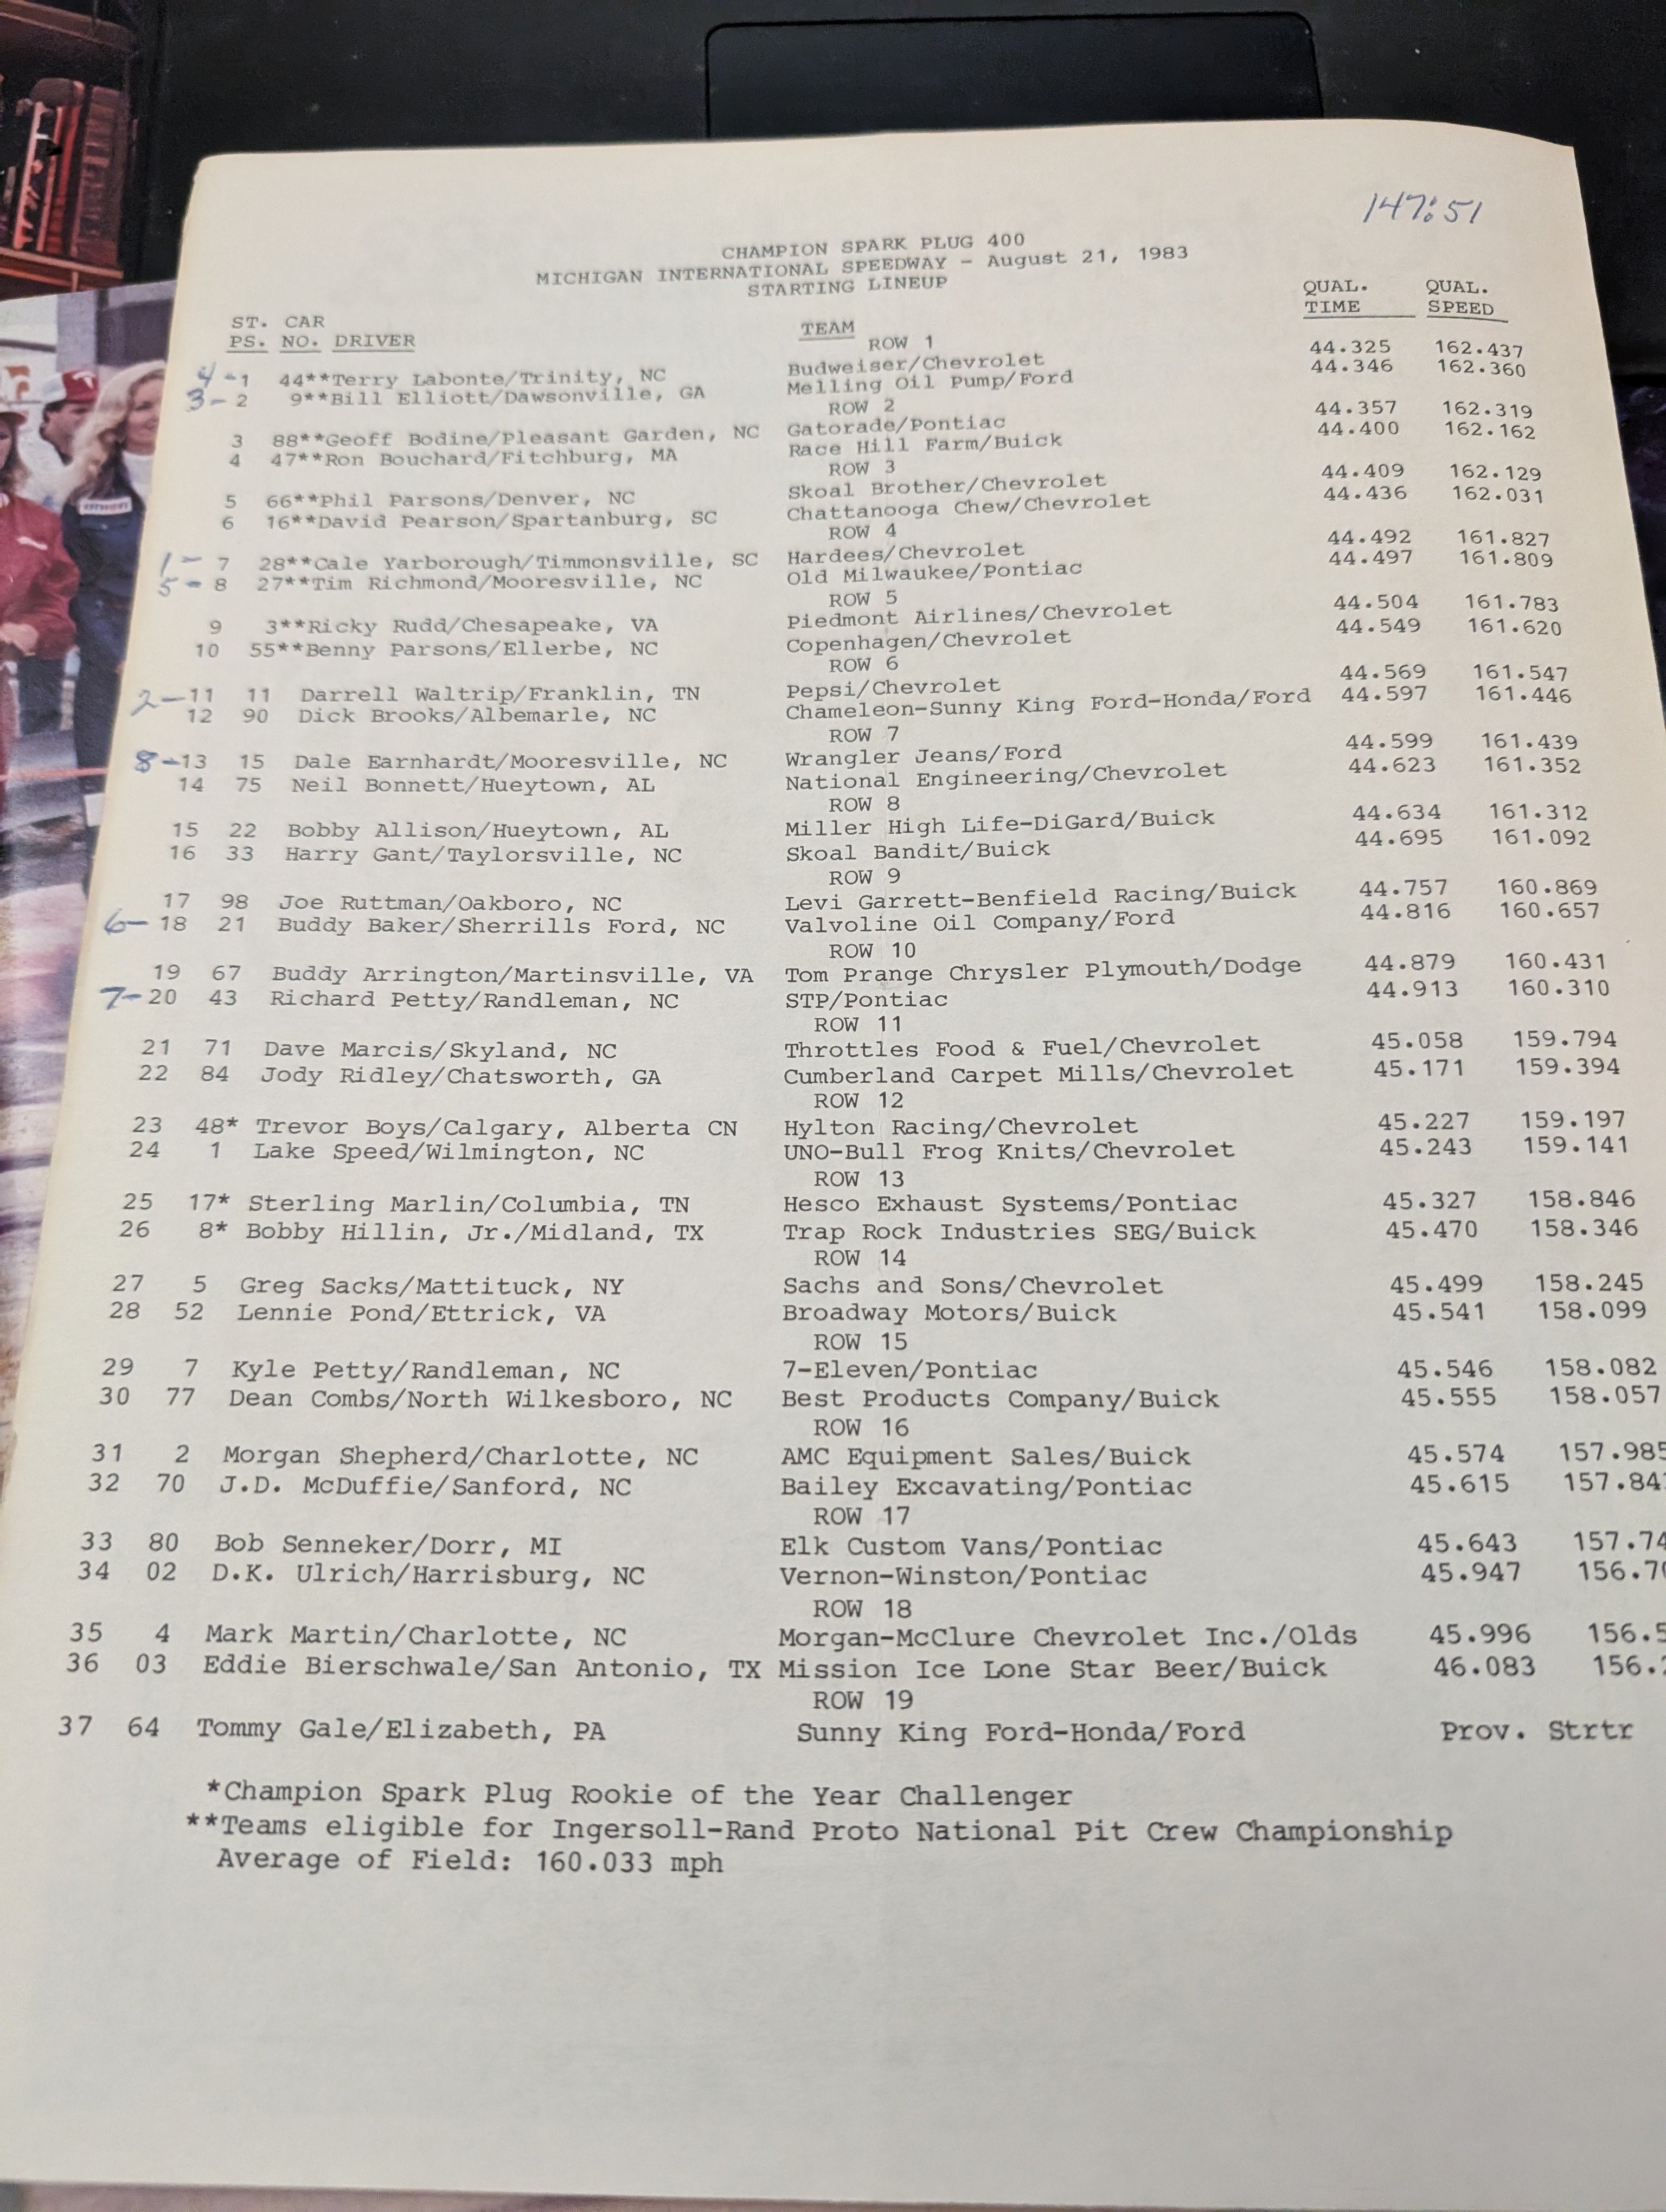 147:51
CHAMPION SPARK PLUG 400
MICHIGAN INTERNATIONAL SPEEDWAY - August 21, 1983
STARTING LINEUP
QUAL. QUAL.
ST. CAR TIME SPEED
PS. NO. DRIVER TEAM
ROW 1
4-1 44**Terry Labonte/Trinity, NC Budweiser/Chevrolet 44.325 162.437
3-2 9**Bill Elliott/Dawsonville, GA Melling Oil Pump/Ford 44.346 162.360
ROW 2
3 88**Geoff Bodine/Pleasant Garden, NC Gatorade/Pontiac 44.357 162.319
4 47**Ron Bouchard/Fitchburg, MA Race Hill Farm/Buick 44.400 162.162
ROW 3
5 66**Phil Parsons/Denver, NC Skoal Brother/Chevrolet 44.409 162.129
6 16**David Pearson/Spartanburg, SC Chattanooga Chew/Chevrolet 44.436 162.031
ROW 4
1-7 28**Cale Yarborough/Timmonsville, SC Hardees/Chevrolet 44.492 161.827
5-8 27**Tim Richmond/Mooresville, NC Old Milwaukee/Pontiac 44.497 161.809
ROW 5
9 3**Ricky Rudd/Chesapeake, VA Piedmont Airlines/Chevrolet 44.504 161.783
10 55**Benny Parsons/Ellerbe, NC Copenhagen/Chevrolet 44.549 161.620
ROW 6
2-11 11 Darrell Waltrip/Franklin, TN Pepsi/Chevrolet 44.569 161.547
12 90 Dick Brooks/Albemarle, NC Chameleon-Sunny King Ford-Honda/Ford 44.597 161.446
ROW 7
8-13 15 Dale Earnhardt/Mooresville, NC Wrangler Jeans/Ford 44.599 161.439
14 75 Neil Bonnett/Hueytown, AL National Engineering/Chevrolet 44.623 161.352
ROW 8
15 22 Bobby Allison/Hueytown, AL Miller High Life-DiGard/Buick 44.634 161.312
16 33 Harry Gant/Taylorsville, NC Skoal Bandit/Buick 44.695 161.092
ROW 9
17 98 Joe Ruttman/Oakboro, NC Levi Garrett-Benfield Racing/Buick 44.757 160.869
6-18 21 Buddy Baker/Sherrills Ford, NC Valvoline Oil Company/Ford 44.816 160.657
ROW 10
19 67 Buddy Arrington/Martinsville, VA Tom Prange Chrysler Plymouth/Dodge 44.879 160.431
7-20 43 Richard Petty/Randleman, NC STP/Pontiac 44.913 160.310
ROW 11
21 71 Dave Marcis/Skyland, NC Throttles Food & Fuel/Chevrolet 45.058 159.794
22 84 Jody Ridley/Chatsworth, GA Cumberland Carpet Mills/Chevrolet 45.171 159.394
ROW 12
23 48* Trevor Boys/Calgary, Alberta CN Hylton Racing/Chevrolet 45.227 159.197
24 1 Lake Speed/Wilmington, NC UNO-Bull Frog Knits/Chevrolet 45.243 159.141
ROW 13
25 17* Sterling Marlin/Columbia, TN Hesco Exhaust Systems/Pontiac 45.327 158.846
26 8* Bobby Hillin, Jr./Midland, TX Trap Rock Industries SEG/Buick 45.470 158.346
ROW 14
27 5 Greg Sacks/Mattituck, NY Sachs and Sons/Chevrolet 45.499 158.245
28 52 Lennie Pond/Ettrick, VA Broadway Motors/Buick 45.541 158.099
ROW 15
29 7 Kyle Petty/Randleman, NC 7-Eleven/Pontiac 45.546 158.082
30 77 Dean Combs/North Wilkesboro, NC Best Products Company/Buick 45.555 158.057
ROW 16
31 2 Morgan Shepherd/Charlotte, NC AMC Equipment Sales/Buick 45.574 157.985
32 70 J.D. McDuffie/Sanford, NC Bailey Excavating/Pontiac 45.615 157.84
ROW 17
33 80 Bob Senneker/Dorr, MI Elk Custom Vans/Pontiac 45.643 157.74
34 02 D.K. Ulrich/Harrisburg, NC Vernon-Winston/Pontiac 45.947 156.7
ROW 18
35 4 Mark Martin/Charlotte, NC Morgan-McClure Chevrolet Inc./Olds 45.996 156.5
36 03 Eddie Bierschwale/San Antonio, TX Mission Ice Lone Star Beer/Buick 46.083 156.
ROW 19
37 64 Tommy Gale/Elizabeth, PA Sunny King Ford-Honda/Ford Prov. Strtr
*Champion Spark Plug Rookie of the Year Challenger
**Teams eligible for Ingersoll-Rand Proto National Pit Crew Championship
Average of Field: 160.033 mph